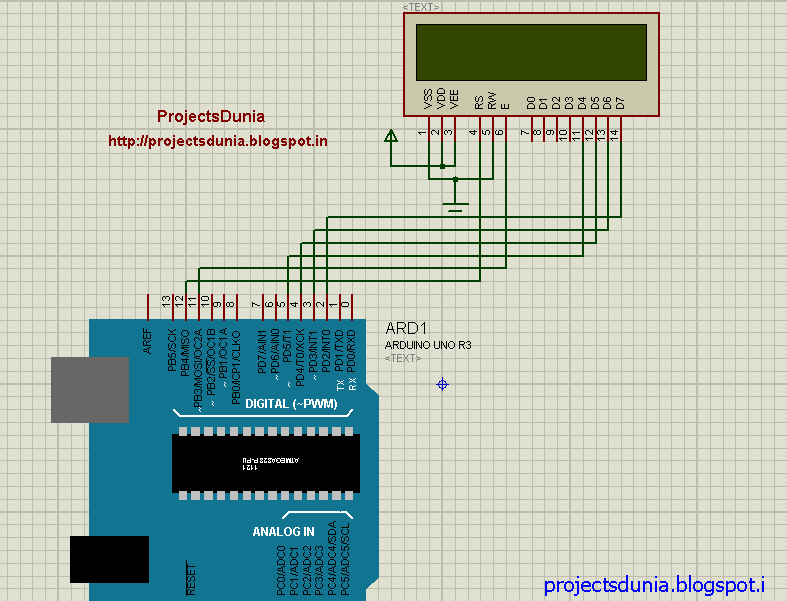 <TEXT>
VSS
VDD
VEE
RS
RW
E
D0
D1
D2
D3
D4
D5
D6
D7
1
2
3
4
5
6
7
8
9
10
11
12
13
14
ProjectsDunia
http://projectsdunia.blogspot.in
13
12
11
10
9
8
7
6
5
4
3
2
1
0
AREF
PB5/SCK
PB4/MISO
~PB3/MOSI/OC2A
~ PB2/SS/OC1B
~ PB1/OC1A
PB0/ICP1/CLKO
PD7/AIN1
~ PD6/AIN0
~ PD5/T1
PD4/T0/XCK
~ PD3/INT1
PD2/INT0
TX PD1/TXD
RX PD0/RXD
ARD1
ARDUINO UNO R3
<TEXT>
DIGITAL (~PWM)
ATMEGA328P-PU
1121
ANALOG IN
RESET
PC0/ADC0
PC1/ADC1
PC2/ADC2
PC3/ADC3
PC4/ADC4/SDA
PC5/ADC5/SCL
projectsdunia.blogspot.i